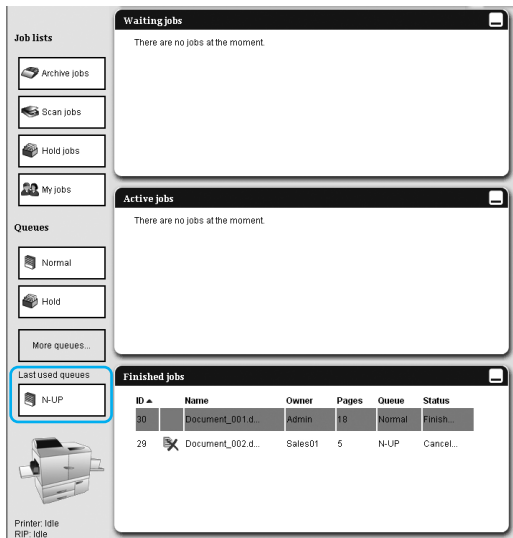 Job lists
Archive jobs
Scan jobs
Hold jobs
My jobs
Queues
Normal
Hold
More queues...
Last used queues
N-UP
Printer: Idle
RIP: Idle
Waiting jobs
There are no jobs at the moment.
Active jobs
There are no jobs at the moment.
Finished jobs
ID Name Owner Pages Queue Status
30 Document_001.d... Admin 18 Normal Finish...
29 Document_002.d... Sales01 5 N-UP Cancel...